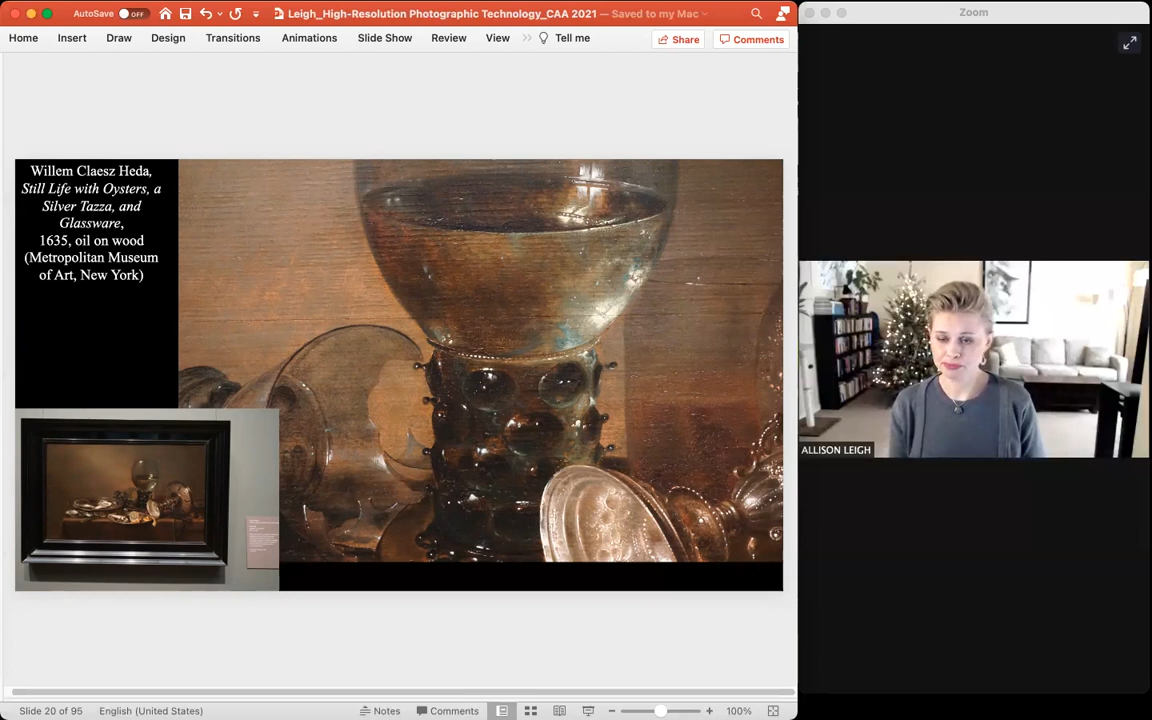 AutoSave OFF
Leigh_High-Resolution Photographic Technology_CAA 2021 — Saved to my Mac
Zoom
Home Insert Draw Design Transitions Animations Slide Show Review View Tell me Share Comments
Willem Claesz Heda,
Still Life with Oysters, a
Silver Tazza, and
Glassware,
1635, oil on wood
(Metropolitan Museum
of Art, New York)
ALLISON LEIGH
Slide 20 of 95 English (United States) Notes Comments 100%